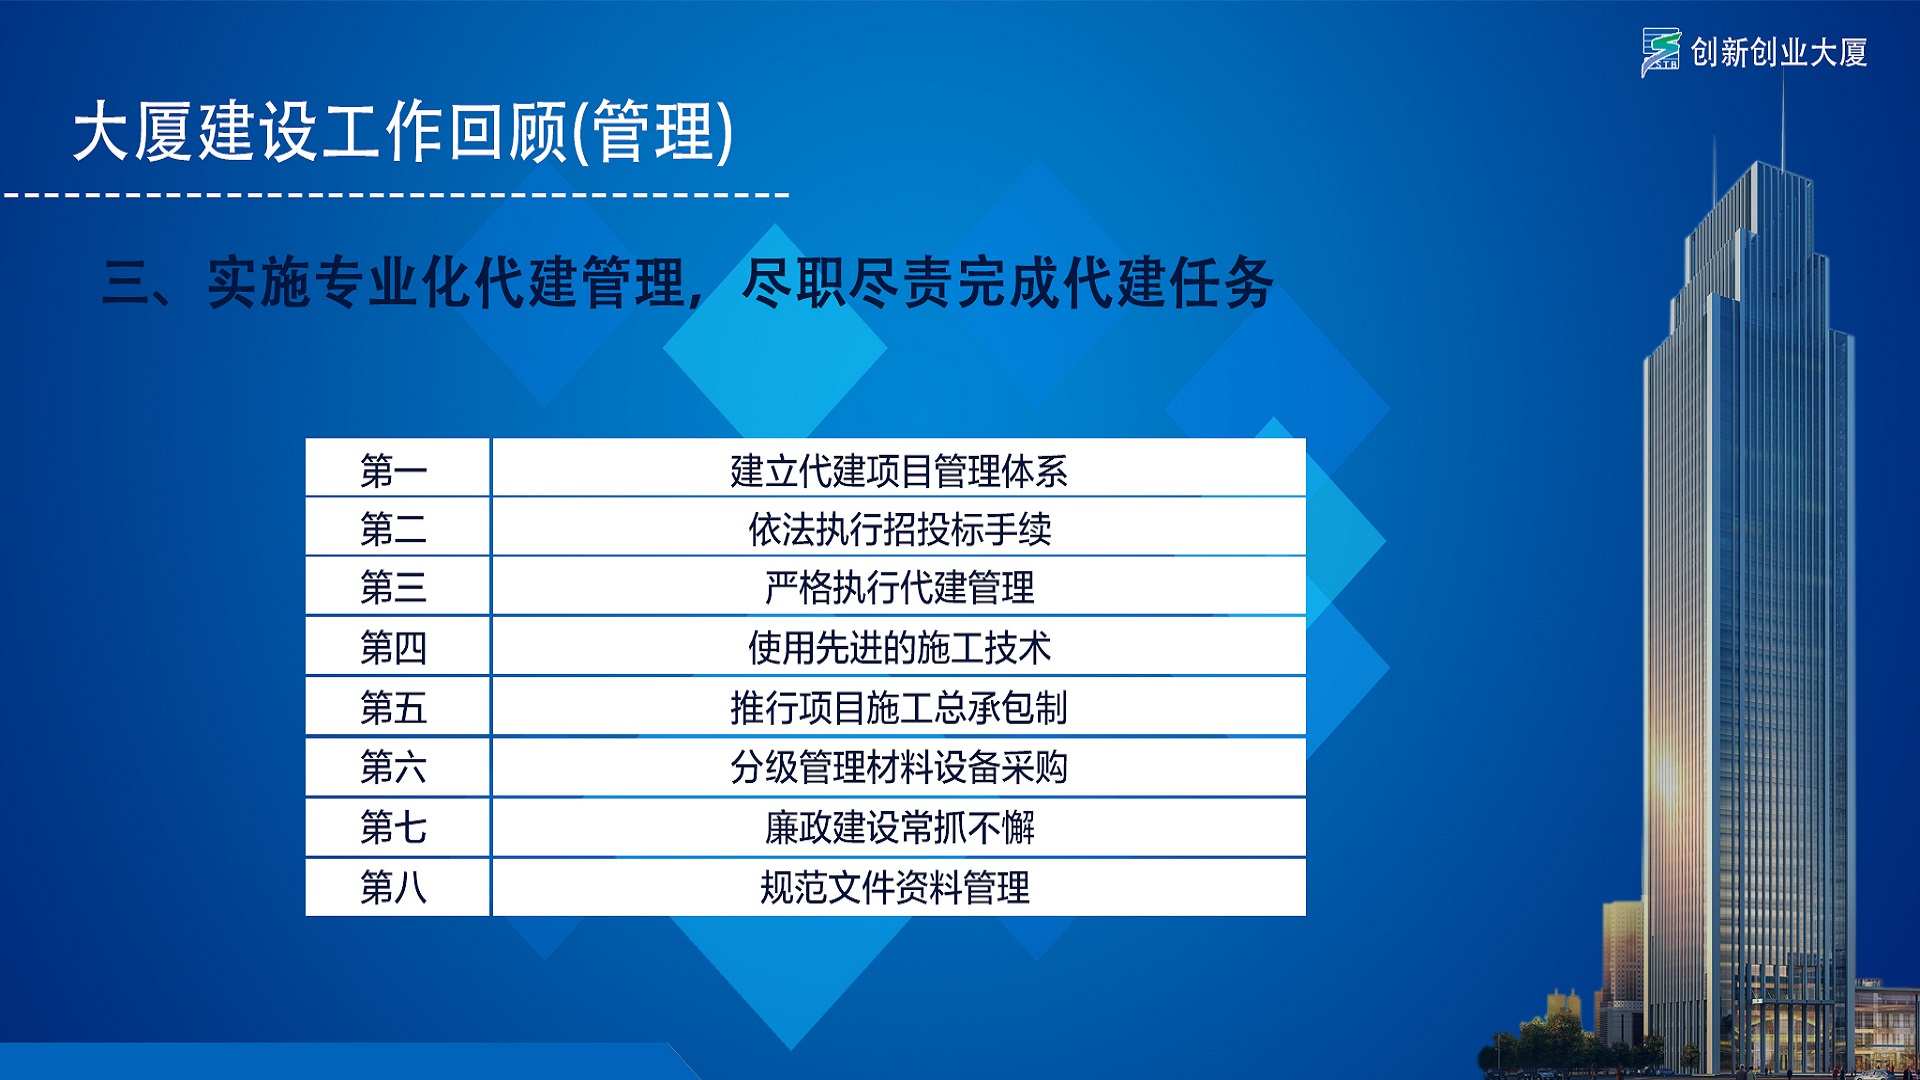 STB 创新创业大厦
大厦建设工作回顾(管理)
三、实施专业化代建管理，尽职尽责完成代建任务
第一 建立代建项目管理体系
第二 依法执行招投标手续
第三 严格执行代建管理
第四 使用先进的施工技术
第五 推行项目施工总承包制
第六 分级管理材料设备采购
第七 廉政建设常抓不懈
第八 规范文件资料管理